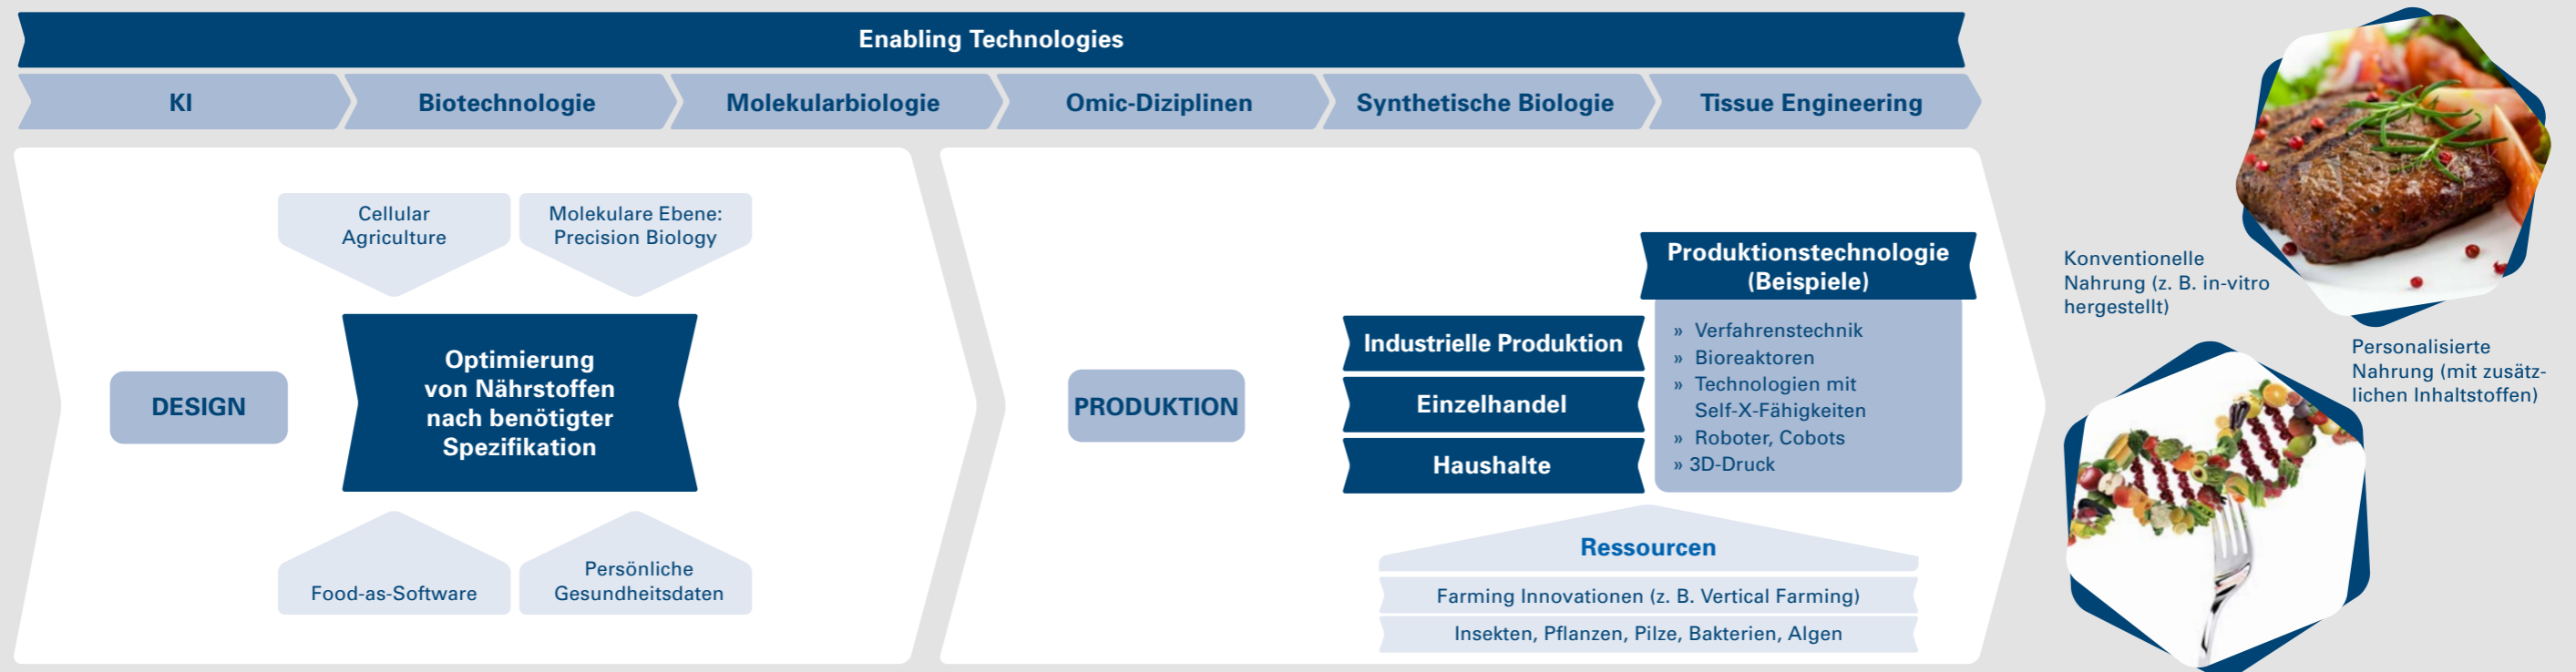 Enabling Technologies
KI
Biotechnologie
Molekularbiologie
Omic-Diziplinen
Synthetische Biologie
Tissue Engineering
Cellular
Agriculture
Molekulare Ebene:
Precision Biology
DESIGN
Optimierung
von Nährstoffen
nach benötigter
Spezifikation
Food-as-Software
Persönliche
Gesundheitsdaten
PRODUKTION
Industrielle Produktion
Einzelhandel
Haushalte
Produktionstechnologie
(Beispiele)
» Verfahrenstechnik
» Bioreaktoren
» Technologien mit
Self-X-Fähigkeiten
» Roboter, Cobots
» 3D-Druck
Ressourcen
Farming Innovationen (z. B. Vertical Farming)
Insekten, Pflanzen, Pilze, Bakterien, Algen
Konventionelle
Nahrung (z. B. in-vitro
hergestellt)
Personalisierte
Nahrung (mit zusätz-
lichen Inhaltstoffen)